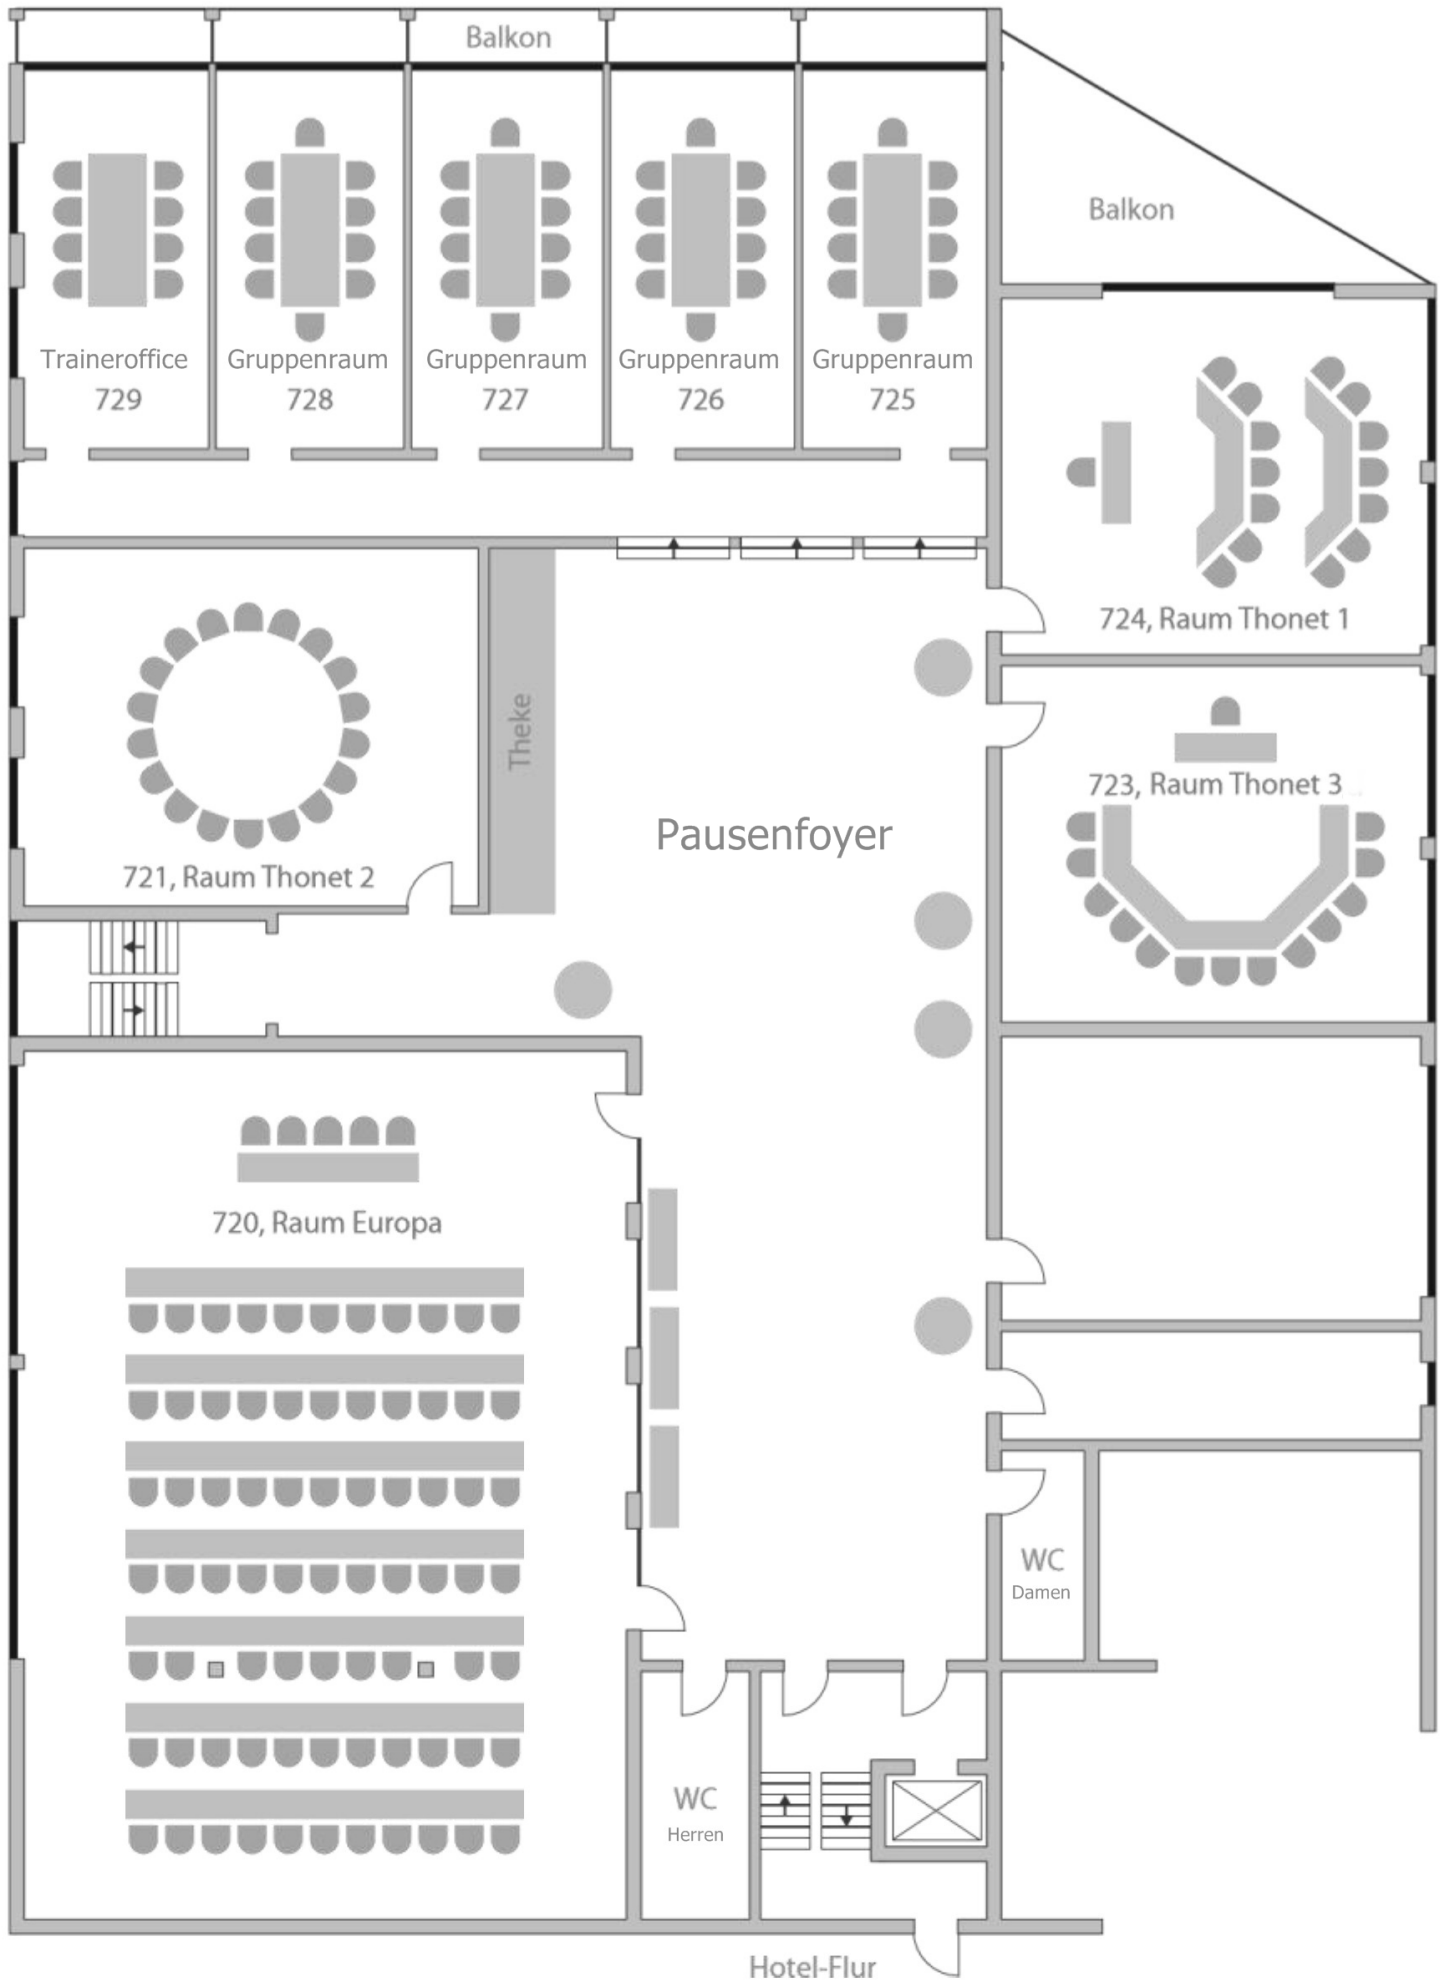 Balkon
Balkon
Traineroffice
729
Gruppenraum
728
Gruppenraum
727
Gruppenraum
726
Gruppenraum
725
724, Raum Thonet 1
Theke
723, Raum Thonet 3
Pausenfoyer
721, Raum Thonet 2
720, Raum Europa
WC
Damen
WC
Herren
Hotel-Flur